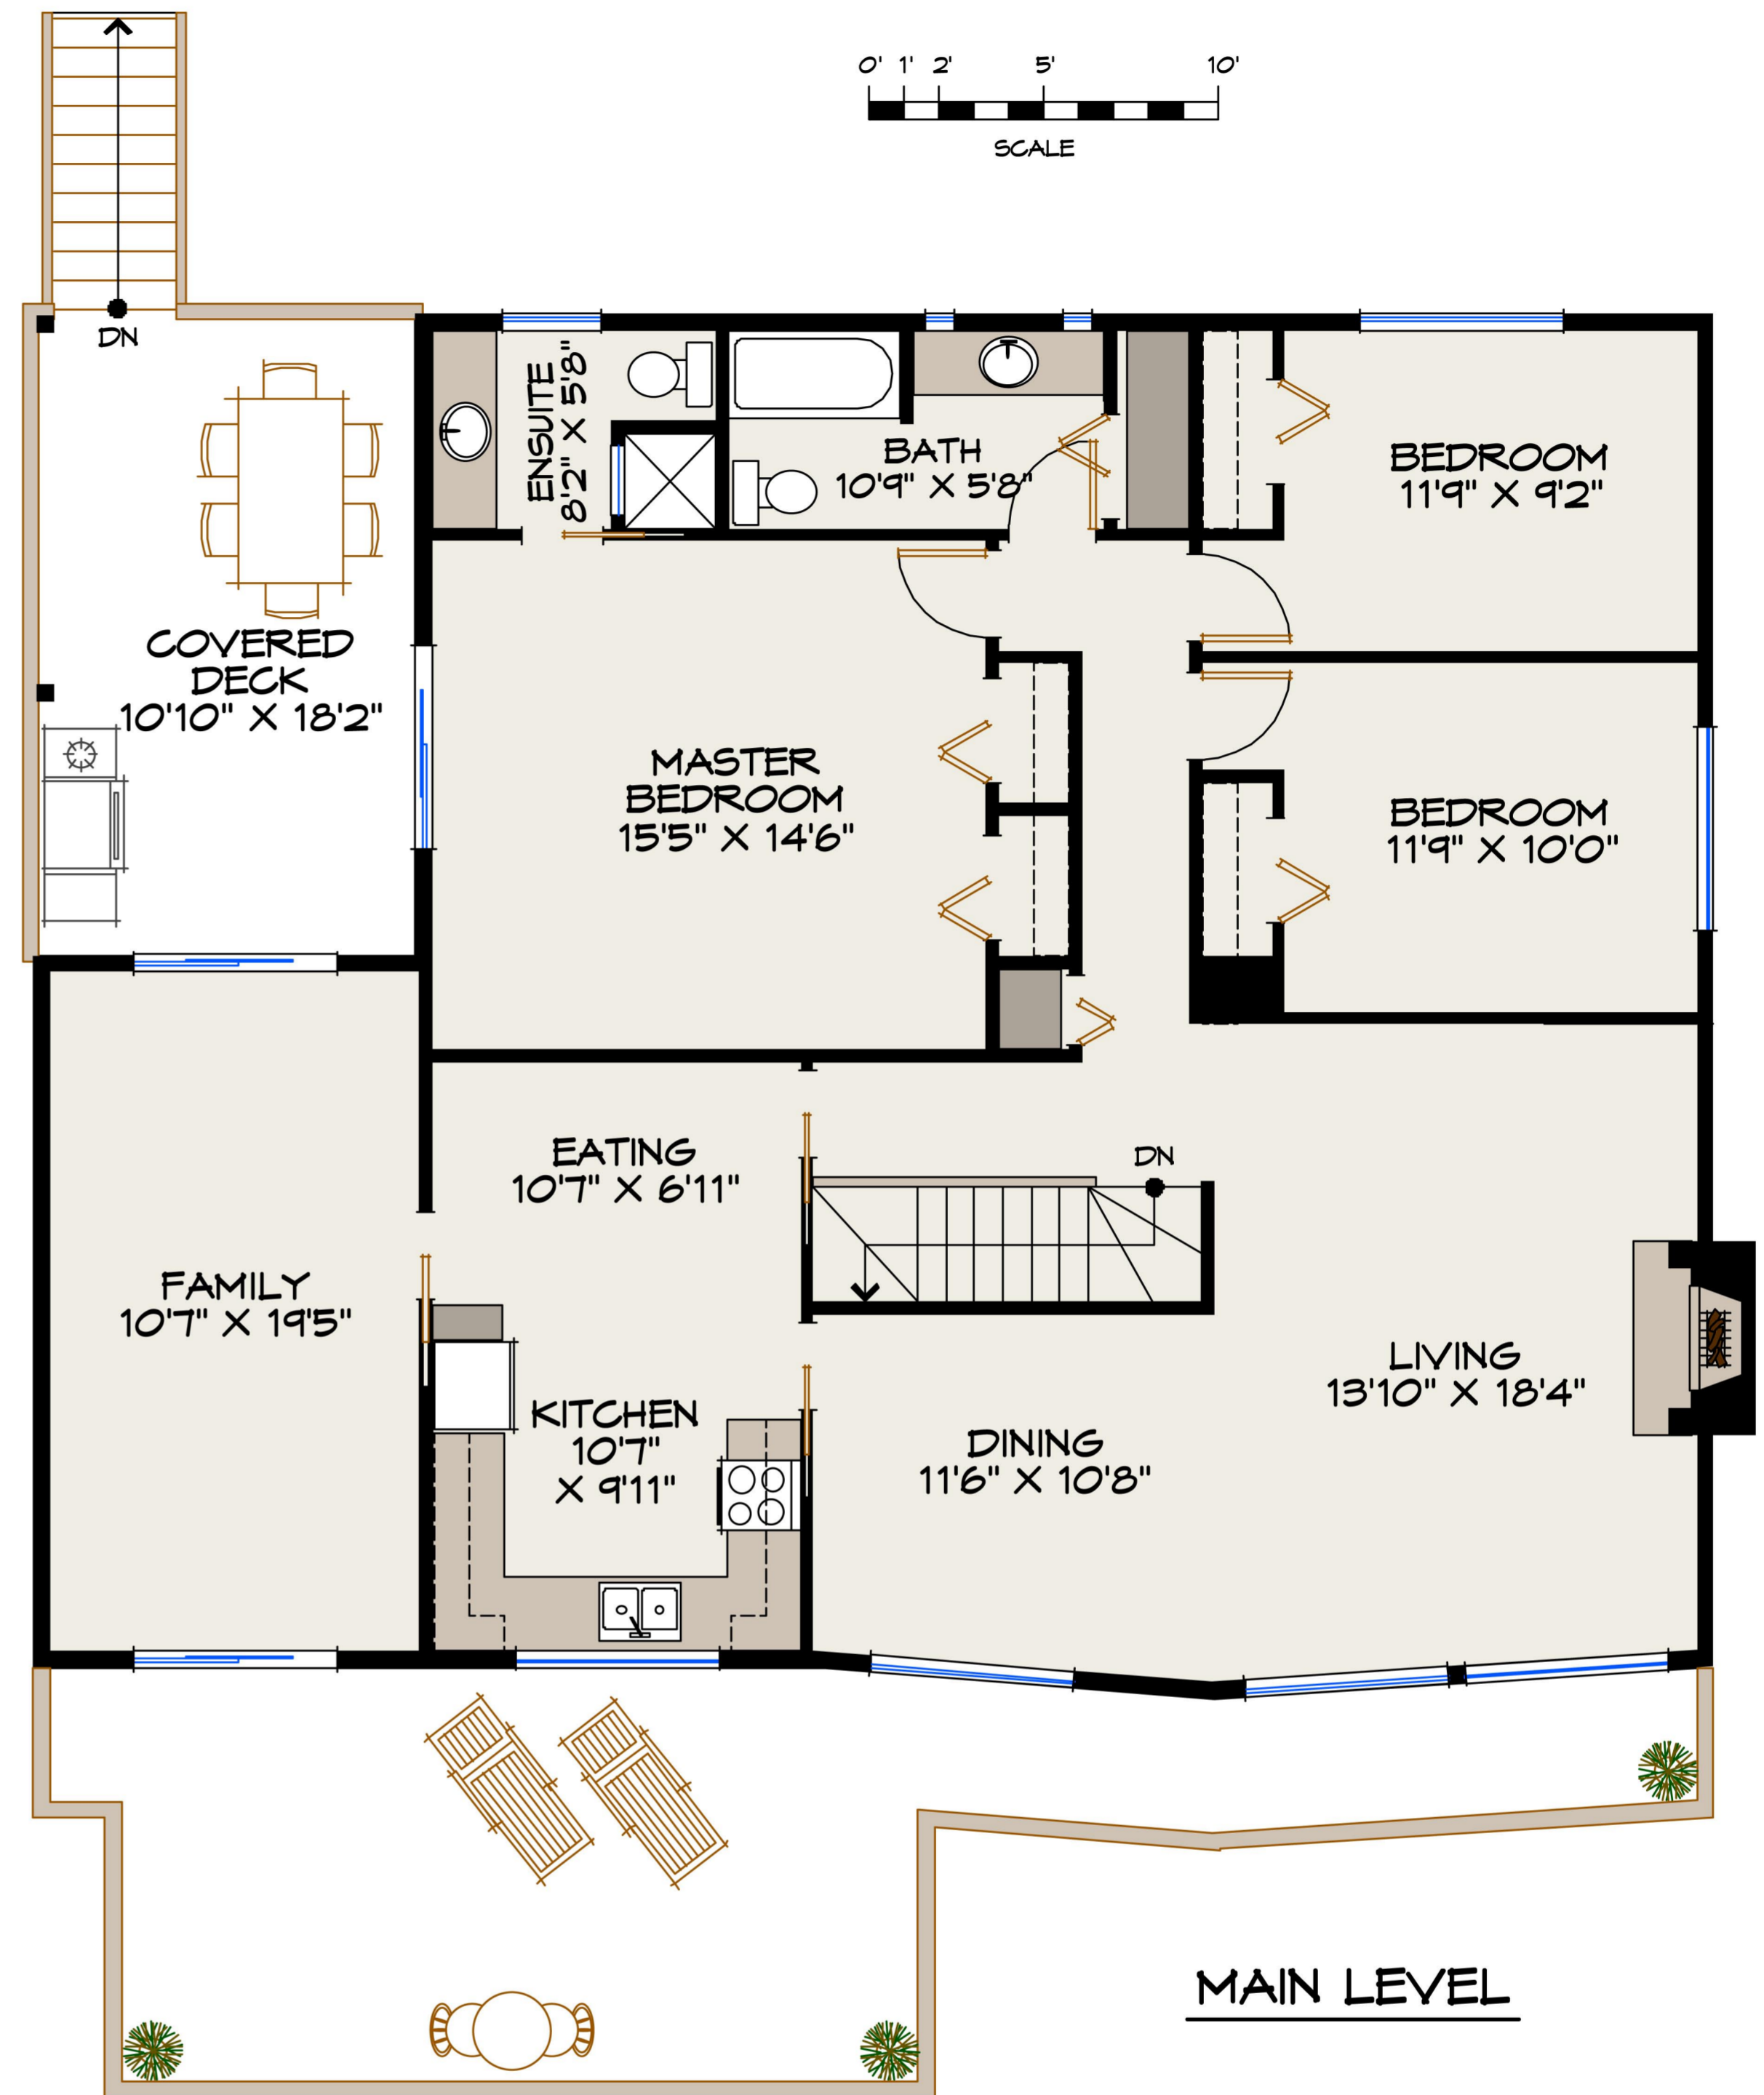 0' 1' 2' 5' 10'
SCALE
DN
ENSUITE
8'2" X 5'8"
BATH
10'9" X 5'8"
BEDROOM
11'9" X 9'2"
COVERED
DECK
10'10" X 18'2"
MASTER
BEDROOM
15'5" X 14'6"
BEDROOM
11'9" X 10'0"
EATING
10'7" X 6'11"
DN
FAMILY
10'7" X 19'5"
KITCHEN
10'7"
X 9'11"
DINING
11'6" X 10'8"
LIVING
13'10" X 18'4"
MAIN LEVEL